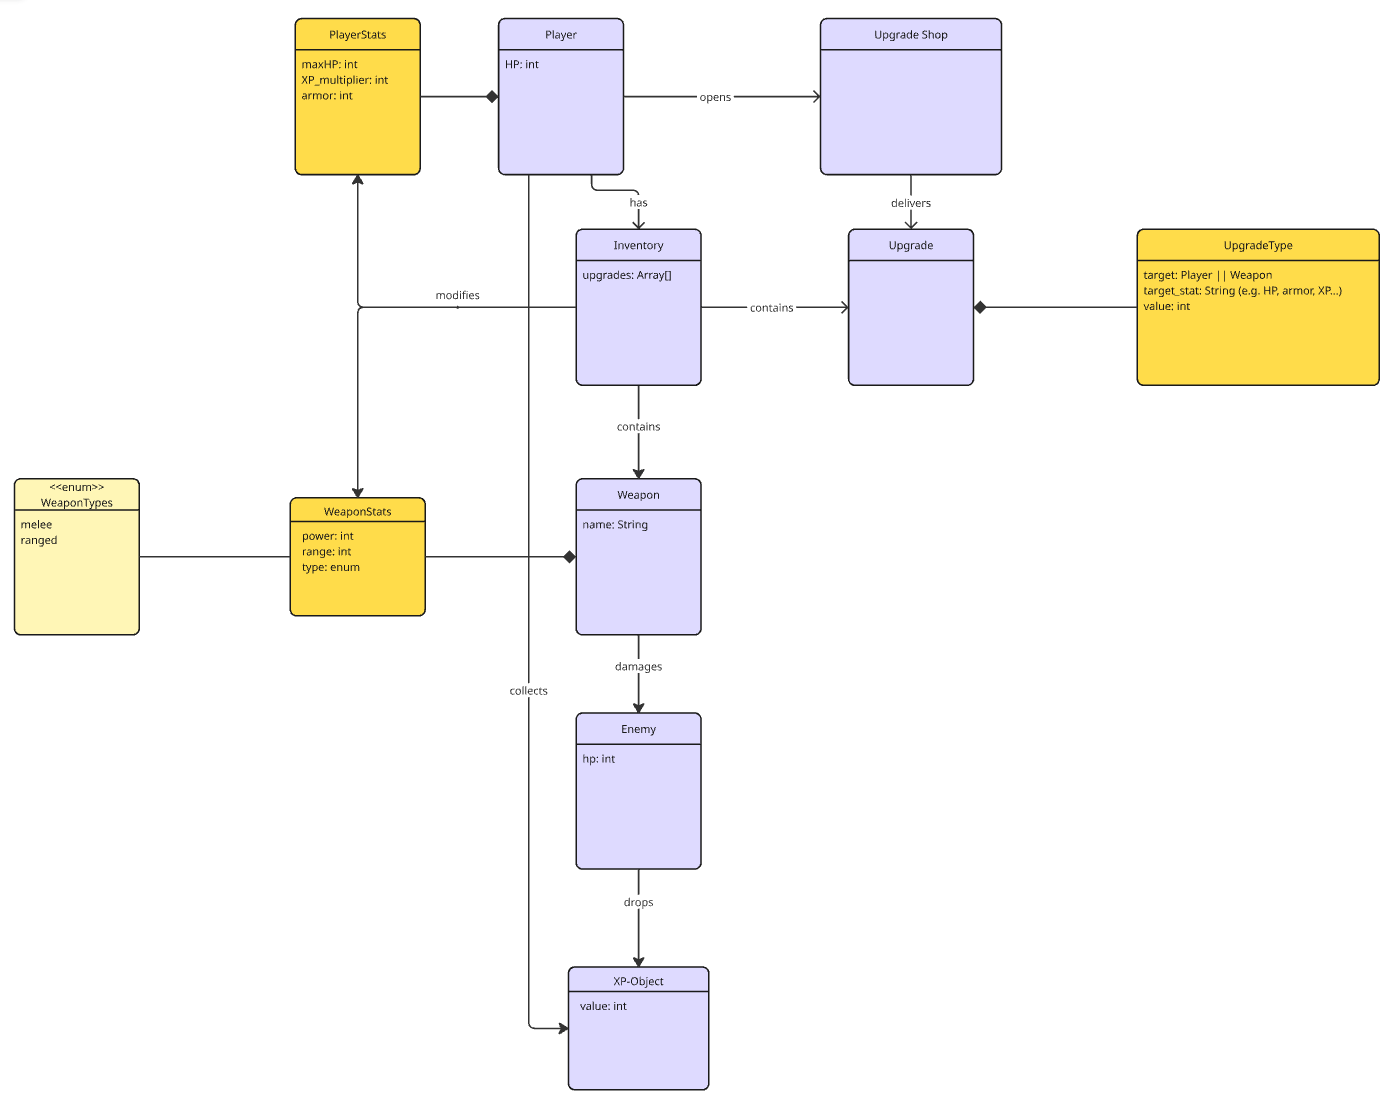 PlayerStats
maxHP: int
XP_multiplier: int
armor: int
Player
HP: int
opens
Upgrade Shop
has
delivers
Inventory
upgrades: Array[]
modifies
contains
Upgrade
UpgradeType
target: Player || Weapon
target_stat: String (e.g. HP, armor, XP...)
value: int
contains
<<enum>>
WeaponTypes
melee
ranged
WeaponStats
power: int
range: int
type: enum
Weapon
name: String
damages
collects
Enemy
hp: int
drops
XP-Object
value: int